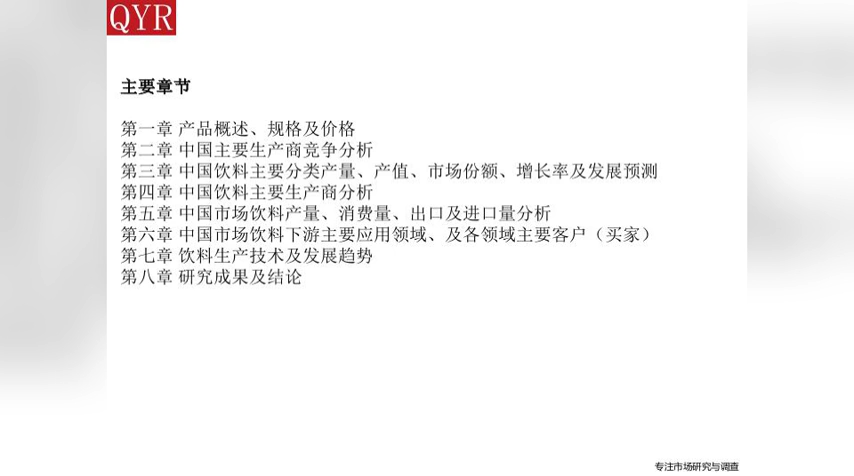 QYR
主要章节
第一章 产品概述、规格及价格
第二章 中国主要生产商竞争分析
第三章 中国饮料主要分类产量、产值、市场份额、增长率及发展预测
第四章 中国饮料主要生产商分析
第五章 中国市场饮料产量、消费量、出口及进口量分析
第六章 中国市场饮料下游主要应用领域、及各领域主要客户（买家）
第七章 饮料生产技术及发展趋势
第八章 研究成果及结论
专注市场研究与调查